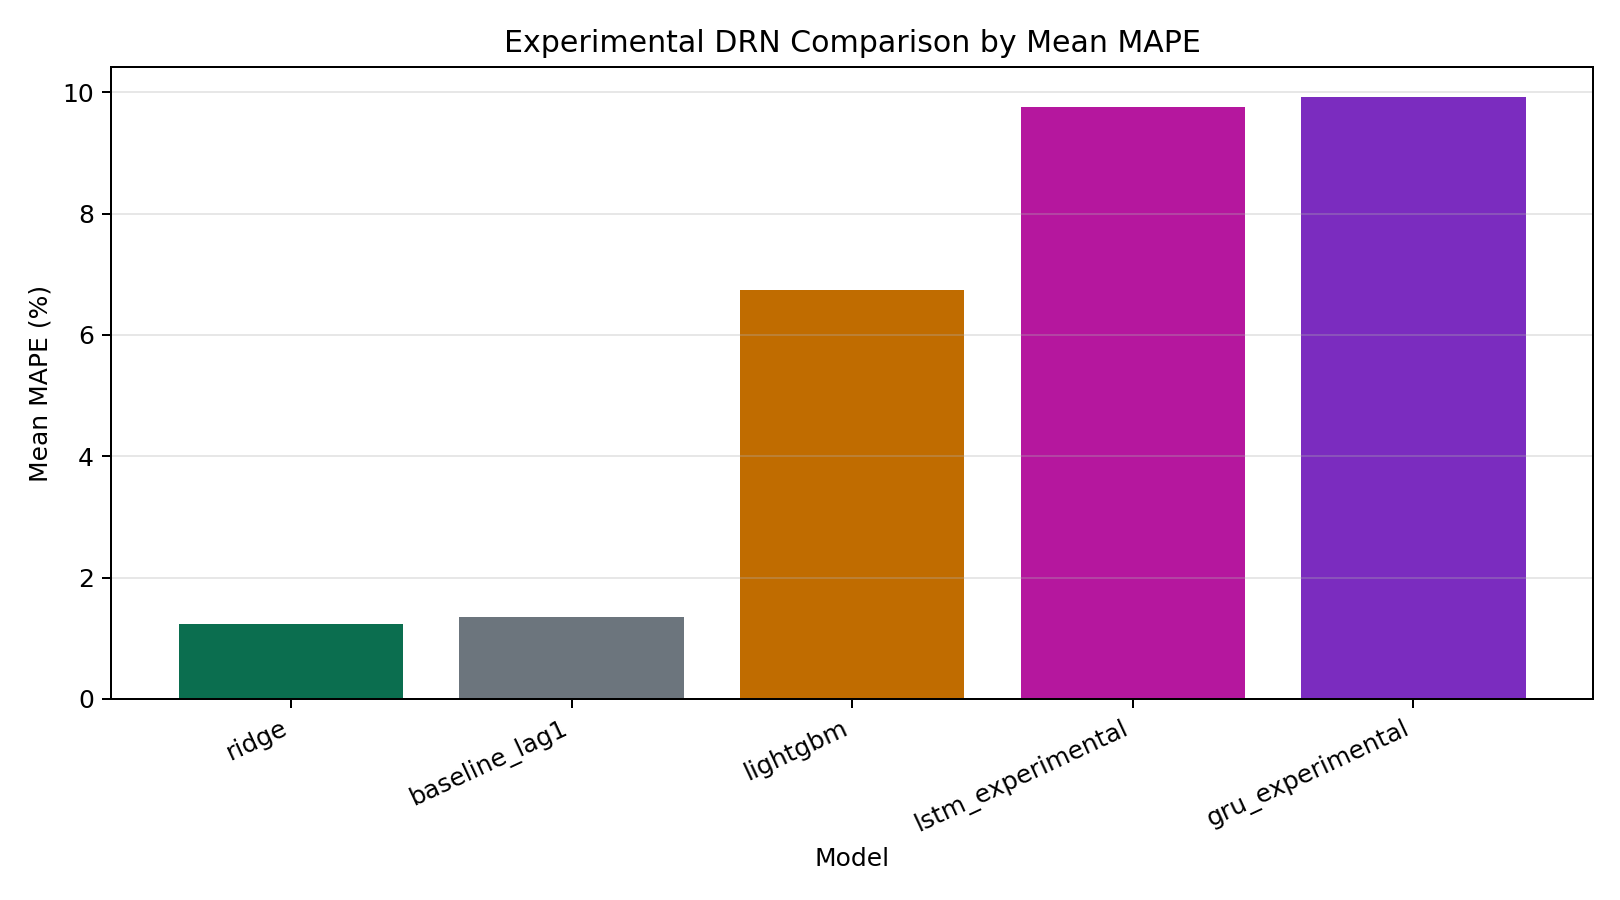 Experimental DRN Comparison by Mean MAPE
Mean MAPE (%)
10
8
6
4
2
0
ridge
baseline_lag1
lightgbm
lstm_experimental
gru_experimental
Model